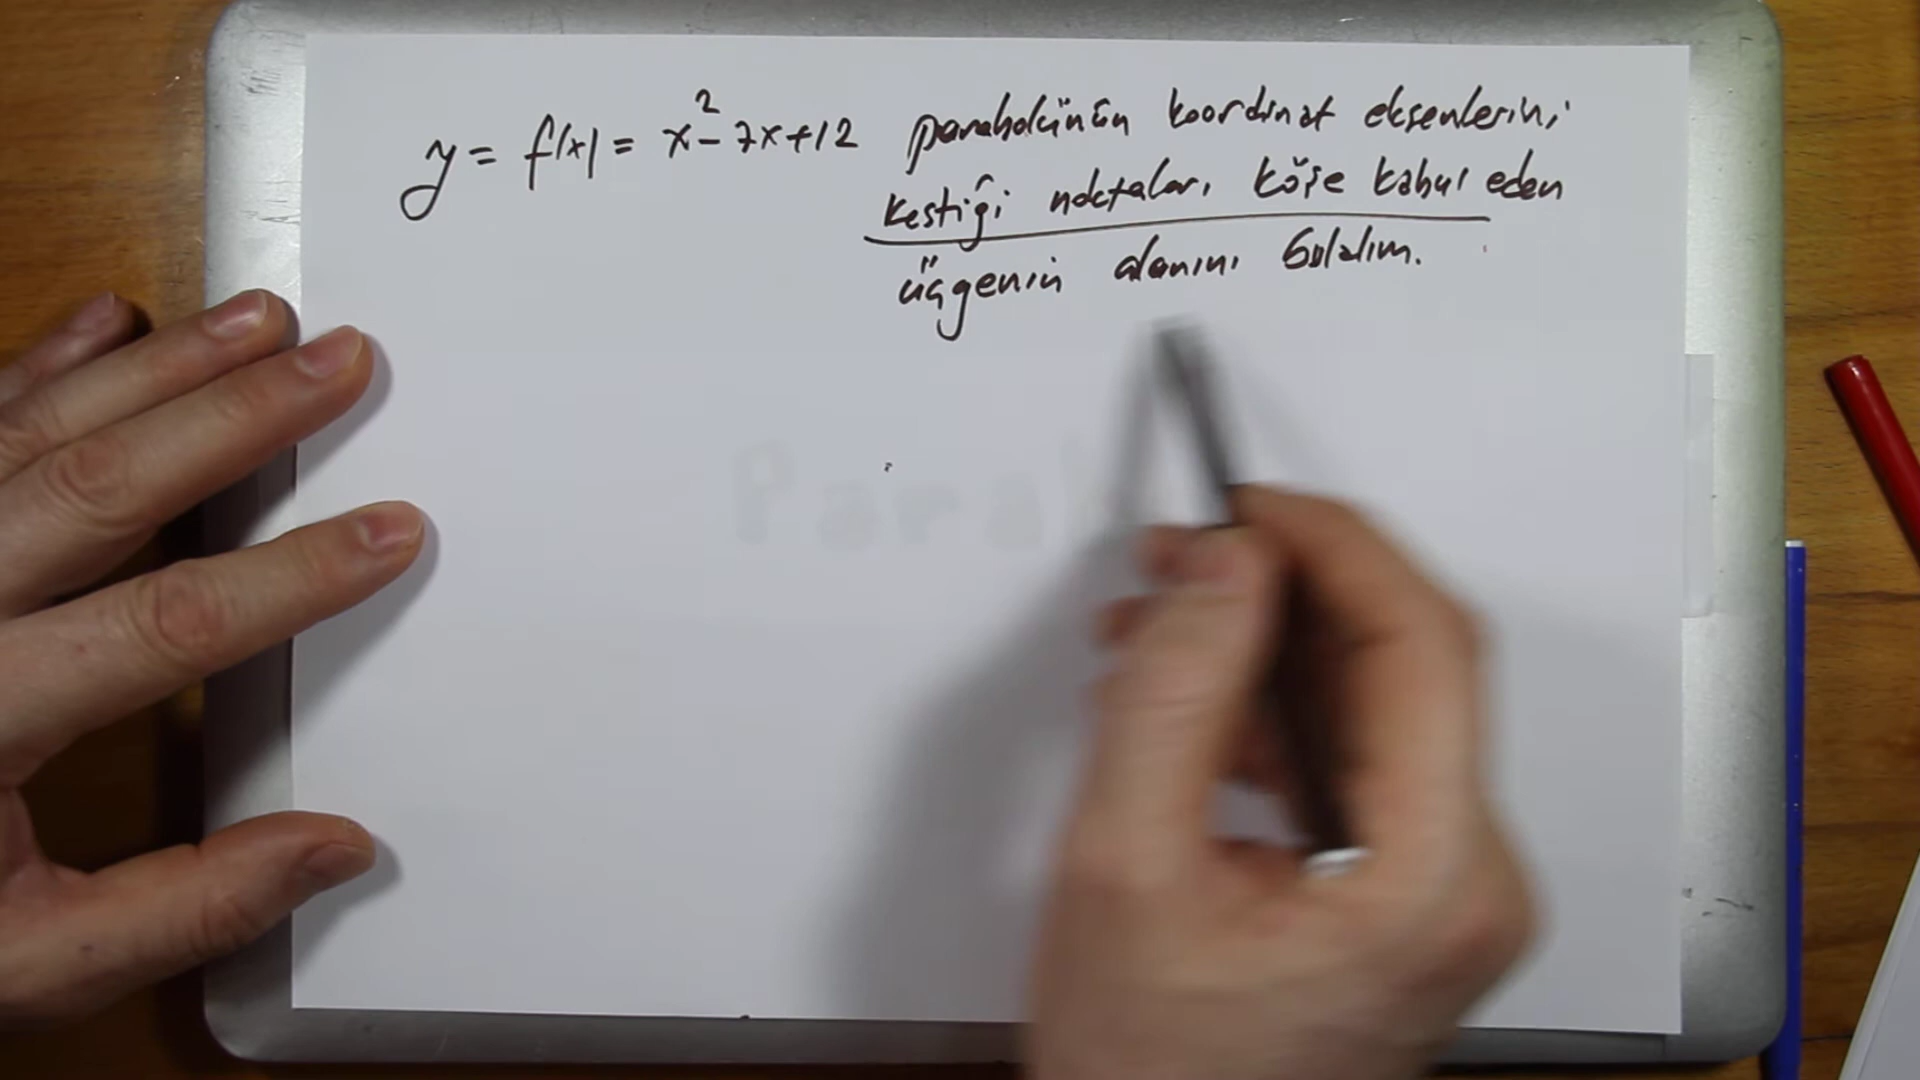 y = f(x) = x² - 7x + 12 parabolünün koordinat eksenlerini
kestiği noktaları köşe kabul eden
üçgenin alanını bulalım.